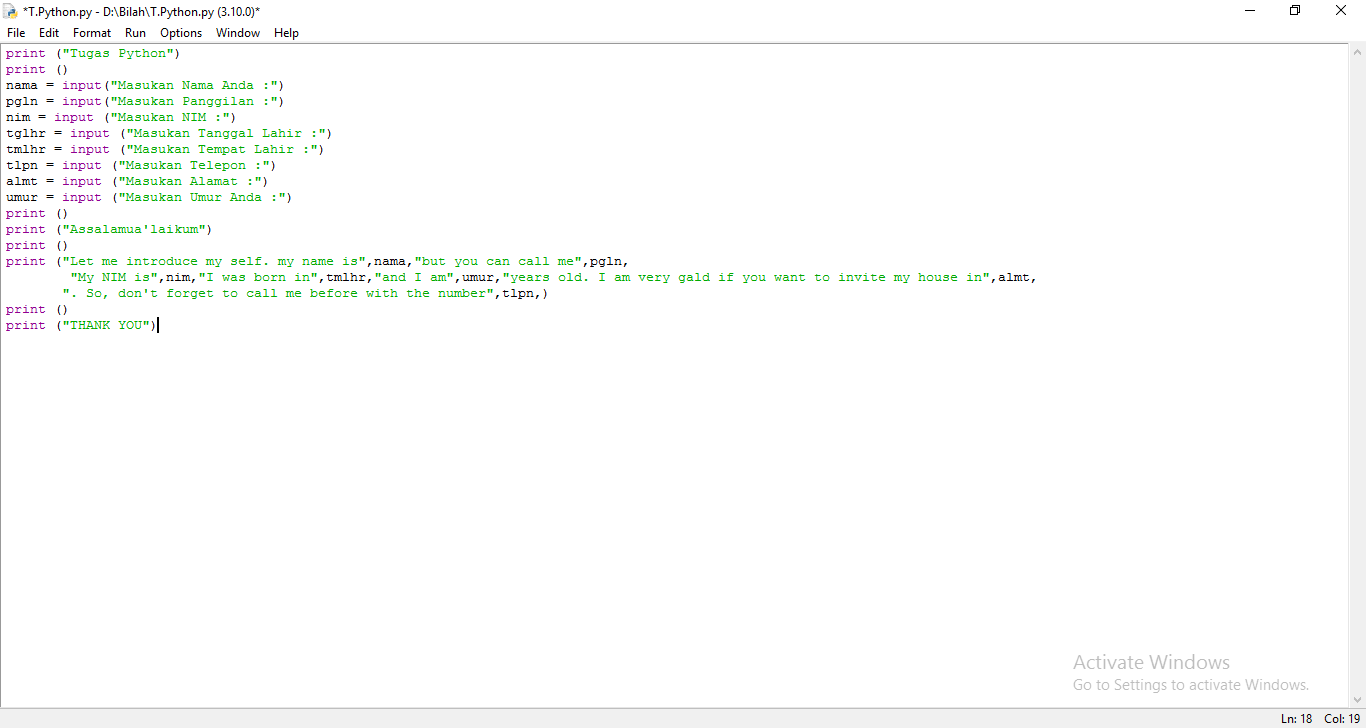 *T.Python.py - D:\Bilah\T.Python.py (3.10.0)*
File Edit Format Run Options Window Help
print ("Tugas Python")
print ()
nama = input("Masukan Nama Anda :")
pgln = input("Masukan Panggilan :")
nim = input ("Masukan NIM :")
tglhr = input ("Masukan Tanggal Lahir :")
tmlhr = input ("Masukan Tempat Lahir :")
tlpn = input ("Masukan Telepon :")
almt = input ("Masukan Alamat :")
umur = input ("Masukan Umur Anda :")
print ()
print ("Assalamua'laikum")
print ()
print ("Let me introduce my self. my name is",nama,"but you can call me",pgln,
"My NIM is",nim,"I was born in",tmlhr,"and I am",umur,"years old. I am very gald if you want to invite my house in",almt,
". So, don't forget to call me before with the number",tlpn,)
print ()
print ("THANK YOU")
Activate Windows
Go to Settings to activate Windows.
Ln: 18 Col: 19